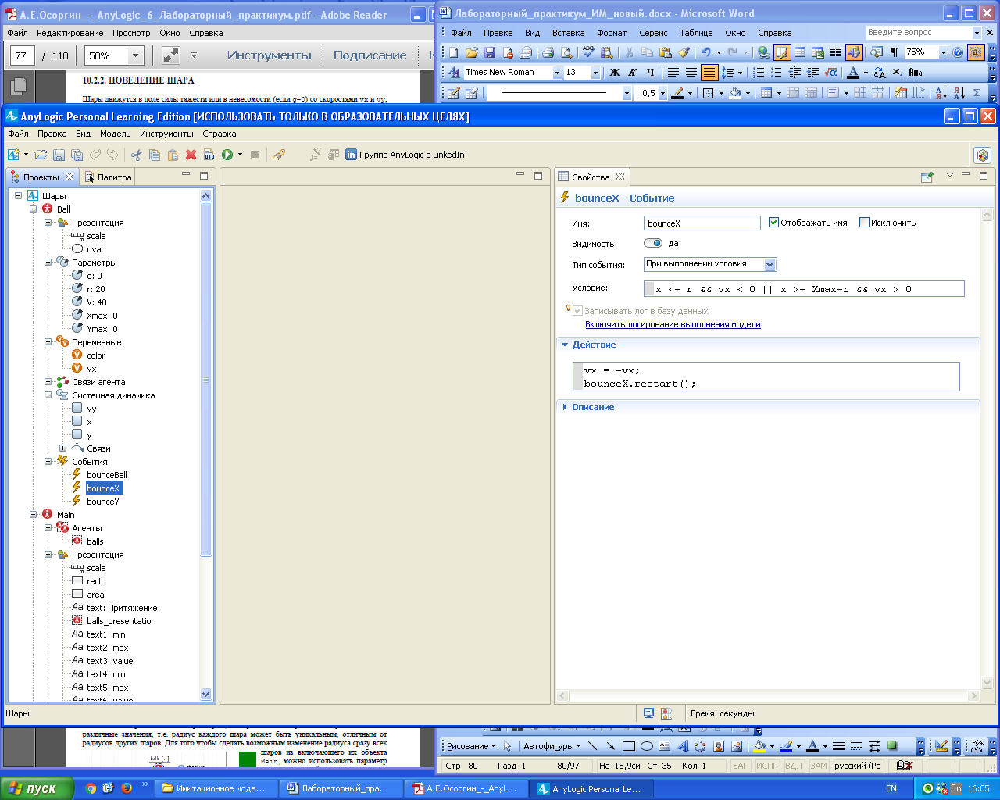 А.Е.Осоргин_-_AnyLogic_6_Лабораторный_практикум.pdf - Adobe Reader
Файл Редактирование Просмотр Окно Справка
77 / 110 50% Инструменты Подписание
10.2.2. ПОВЕДЕНИЕ ШАРА
Шары движутся в поле силы тяжести или в невесомости (если g=0) со скоростями vx и vy,
Лабораторный_практикум_ИМ_новый.docx - Microsoft Word
Файл Правка Вид Вставка Формат Сервис Таблица Окно Справка Введите вопрос
75%
Times New Roman 13 Ж К Ч
0,5
AnyLogic Personal Learning Edition [ИСПОЛЬЗОВАТЬ ТОЛЬКО В ОБРАЗОВАТЕЛЬНЫХ ЦЕЛЯХ]
Файл Правка Вид Модель Инструменты Справка
Группа AnyLogic в LinkedIn
Проекты Палитра
Шары
Ball
Презентация
scale
oval
Параметры
g: 0
r: 20
V: 40
Xmax: 0
Ymax: 0
Переменные
color
vx
Связи агента
Системная динамика
vy
x
y
Связи
События
bounceBall
bounceX
bounceY
Main
Агенты
balls
Презентация
scale
rect
area
text: Притяжение
balls_presentation
text1: min
text2: max
text3: value
text4: min
text5: max
text6: value
Свойства
bounceX - Событие
Имя: bounceX Отображать имя Исключить
Видимость: да
Тип события: При выполнении условия
Условие: x <= r && vx < 0 || x >= Xmax-r && vx > 0
Записывать лог в базу данных
Включить логирование выполнения модели
Действие
vx = -vx;
bounceX.restart();
Описание
Шары
Время: секунды
различные значения, т.е. радиус каждого шара может быть уникальным, отличным от
радиусов других шаров. Для того чтобы сделать возможным изменение радиуса сразу всех
шаров из включающего их объекта
Main, можно использовать параметр
balls [..]
Рисование Автофигуры
Стр. 80 Разд 1 80/97 На 18,9см Ст 35 Кол 1 ЗАП ИСПР ВДЛ ЗАМ русский (Ро
пуск Имитационное моде... Лабораторный_пра... А.Е.Осоргин_-_AnyL... AnyLogic Personal Le... EN En 16:05